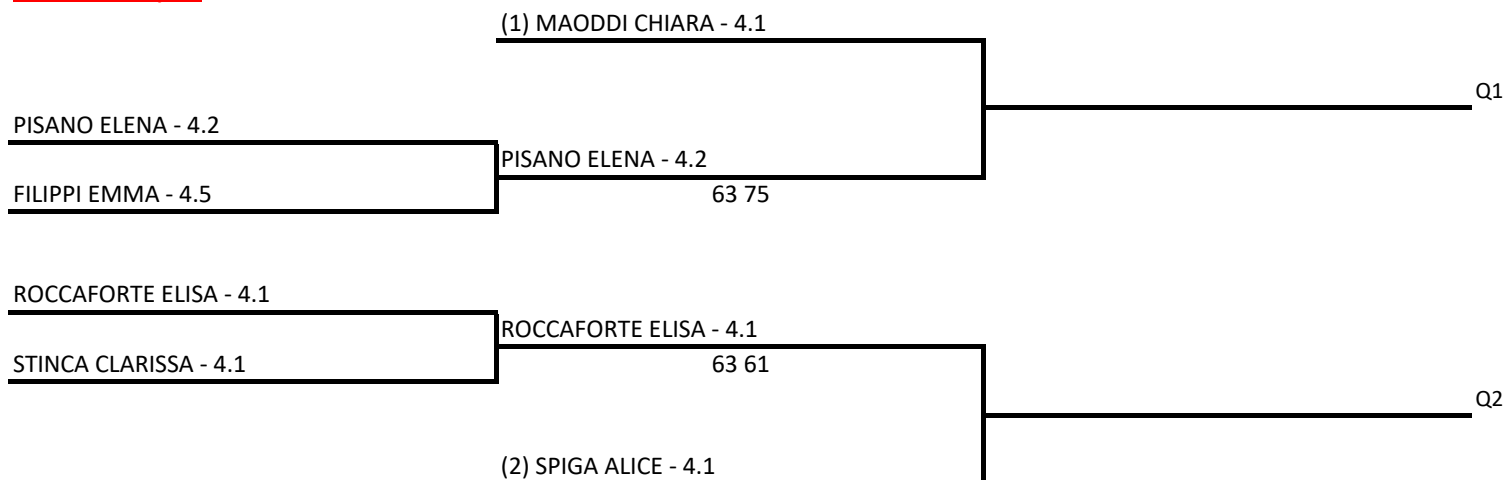 (1) MAODDI CHIARA - 4.1
Q1
PISANO ELENA - 4.2
PISANO ELENA - 4.2
FILIPPI EMMA - 4.5
63 75
ROCCAFORTE ELISA - 4.1
ROCCAFORTE ELISA - 4.1
STINCA CLARISSA - 4.1
63 61
Q2
(2) SPIGA ALICE - 4.1